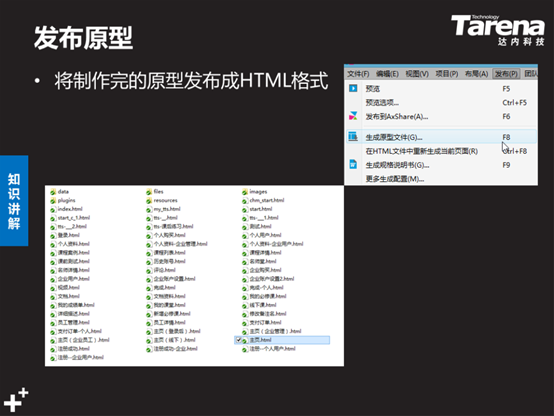 发布原型
Technology
Tarena
达内科技
• 将制作完的原型发布成HTML格式
文件(F) 编辑(E) 视图(V) 项目(P) 布局(A) 发布(P) 团队
预览 F5
预览选项... Ctrl+F5
发布到AxShare(A)... F6
生成原型文件(G)... F8
在HTML文件中重新生成当前页面(R) Ctrl+F8
生成规格说明书(G)... F9
更多生成配置(M)...
知识讲解
data files images
plugins resources chm_start.html
index.html my_tts.html start.html
start_c_1.html tts-__.html tts-__1.html
tts-__2.html tts-课后练习.html 测试.html
登录.html 个人购买.html 个人用户.html
个人资料.html 个人资料-企业管理.html 个人资料-企业用户.html
课程套岗.html 课程列表.html 课程详情.html
课前测试.html 历史账号.html 名师堂.html
名师详情.html 评论.html 企业购买.html
企业用户.html 企业账户设置.html 企业账户设置2.html
视频.html 完成.html 完成-个人.html
文档.html 文档资料.html 我的必修课.html
我的成绩单.html 我的课堂.html 线下课.html
详细描述.html 新增必修课.html 修改备注名.html
员工管理.html 员工详情.html 支付订单.html
支付订单-个人.html 主页（登录后）.html 主页（企业管理）.html
主页（企业员工）.html 主页（线下）.html 主页.html
注册成功.html 注册成功-企业.html 注册--个人用户.html
注册--企业用户.html